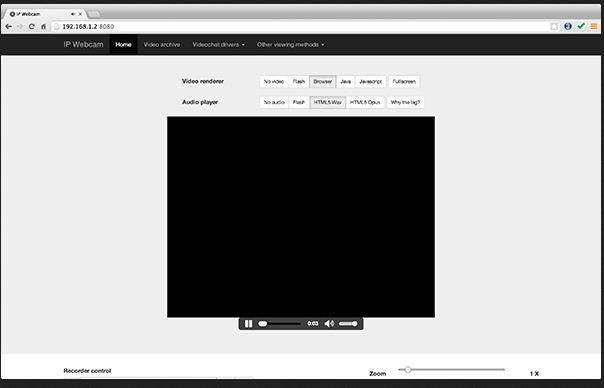 IP Webcam
192.168.1.2:8080
IP Webcam Home Video archive Videochat drivers Other viewing methods
Video renderer No video Flash Browser Java Javascript Fullscreen
Audio player No audio Flash HTML5 Wav HTML5 Opus Why the lag?
0:03
Recorder control
Zoom 1 X